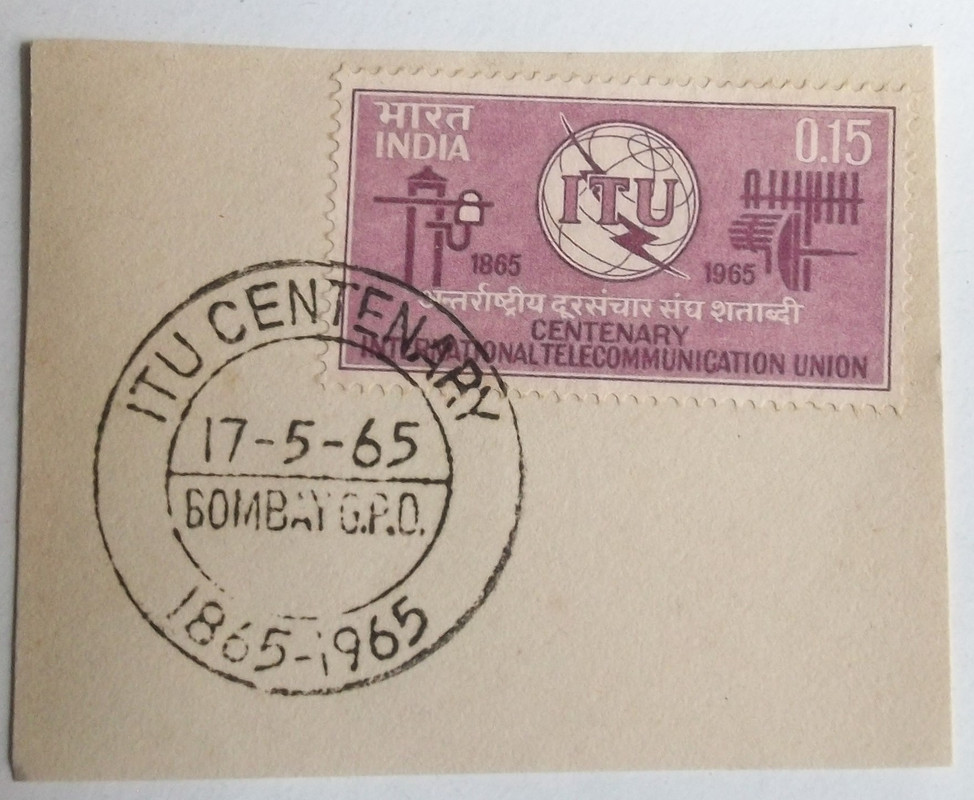 भारत
INDIA
0.15
ITU
1865
1965
अन्तर्राष्ट्रीय दूरसंचार संघ शताब्दी
CENTENARY
INTERNATIONAL TELECOMMUNICATION UNION
ITU CENTENARY
17-5-65
BOMBAY G.P.O.
1865-1965